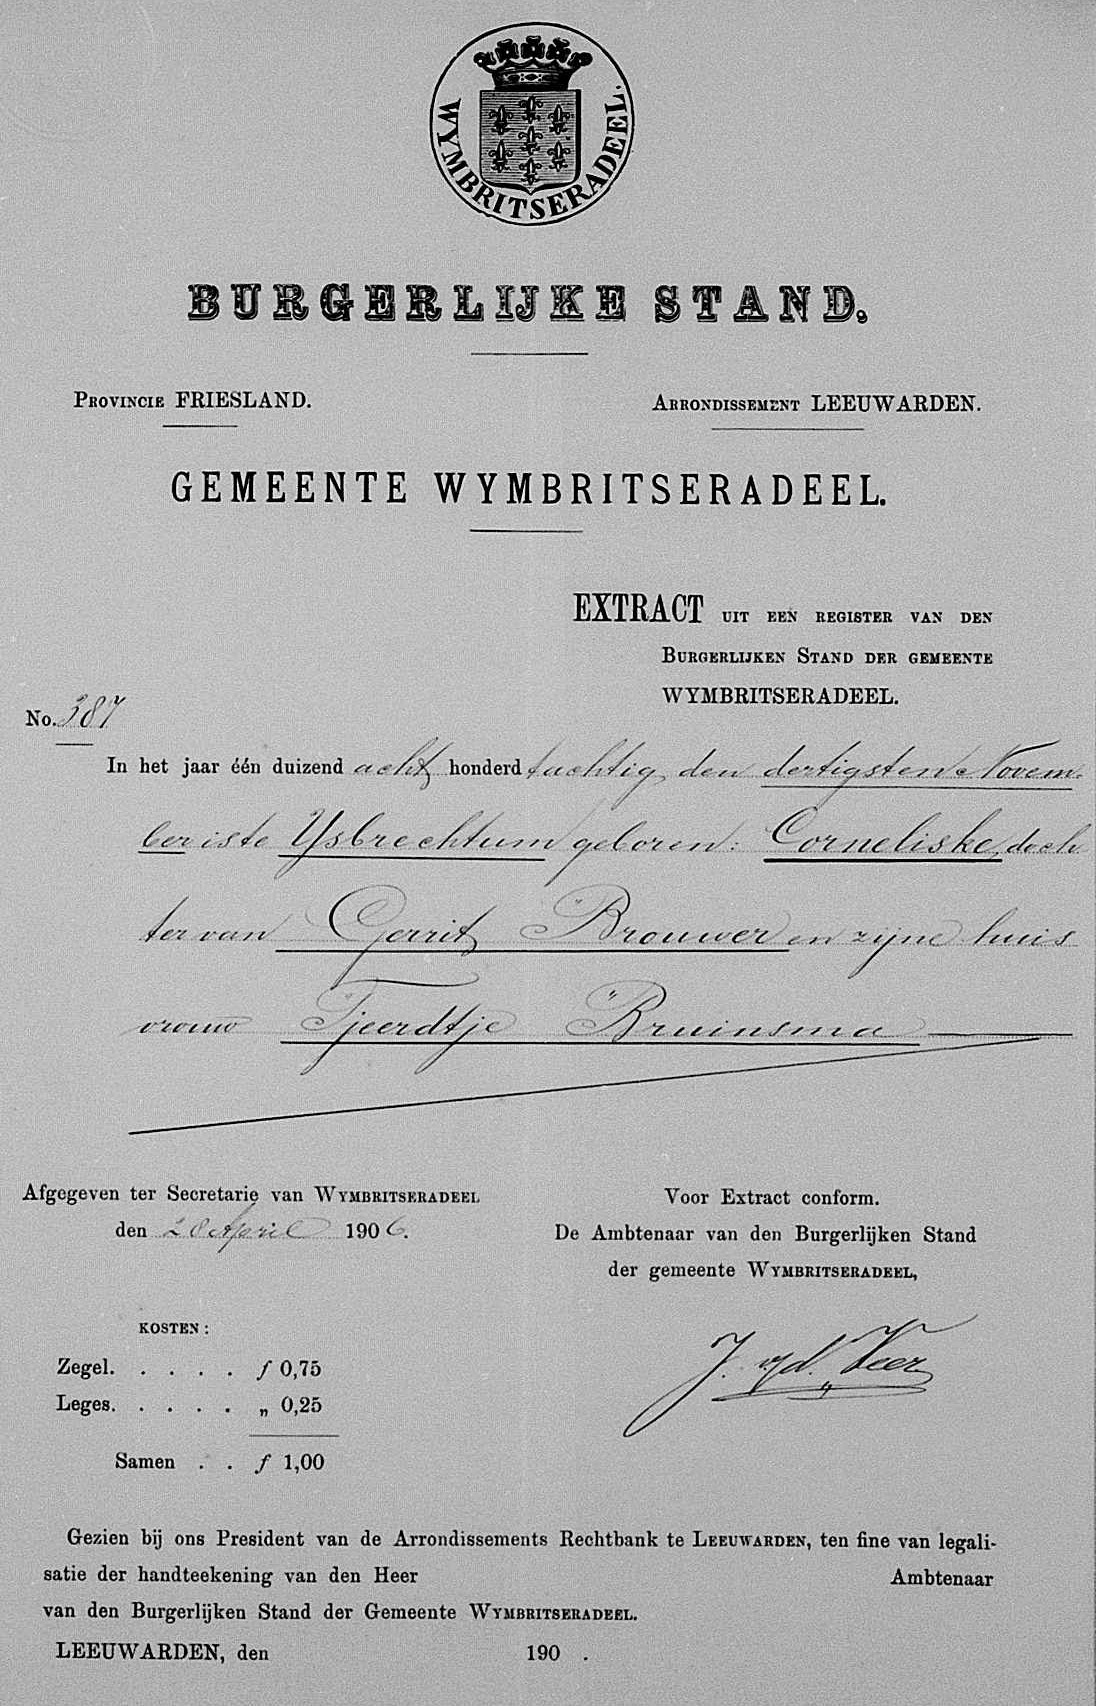 WYMBRITSERADEEL.
BURGERLIJKE STAND.
PROVINCIE FRIESLAND.
ARRONDISSEMENT LEEUWARDEN.
GEMEENTE WYMBRITSERADEEL.
EXTRACT UIT EEN REGISTER VAN DEN
BURGERLIJKEN STAND DER GEMEENTE
WYMBRITSERADEEL.
No. 387
In het jaar één duizend acht honderd tachtig, den dertigsten Novem-
ber is te Ysbrechtum geboren: Corneliske, doch
ter van Gerrit Brouwer en zijne huis
vrouw Tjeerdtje Bruinsma
Afgegeven ter Secretarie van WYMBRITSERADEEL
den 28 April 1906.
Voor Extract conform.
De Ambtenaar van den Burgerlijken Stand
der gemeente WYMBRITSERADEEL,
J. v/d. Veer
KOSTEN:
Zegel. . . . . . f 0,75
Leges. . . . . . „ 0,25
Samen . . f 1,00
Gezien bij ons President van de Arrondissements Rechtbank te LEEUWARDEN, ten fine van legali-
satie der handteekening van den Heer Ambtenaar
van den Burgerlijken Stand der Gemeente WYMBRITSERADEEL.
LEEUWARDEN, den 190 .